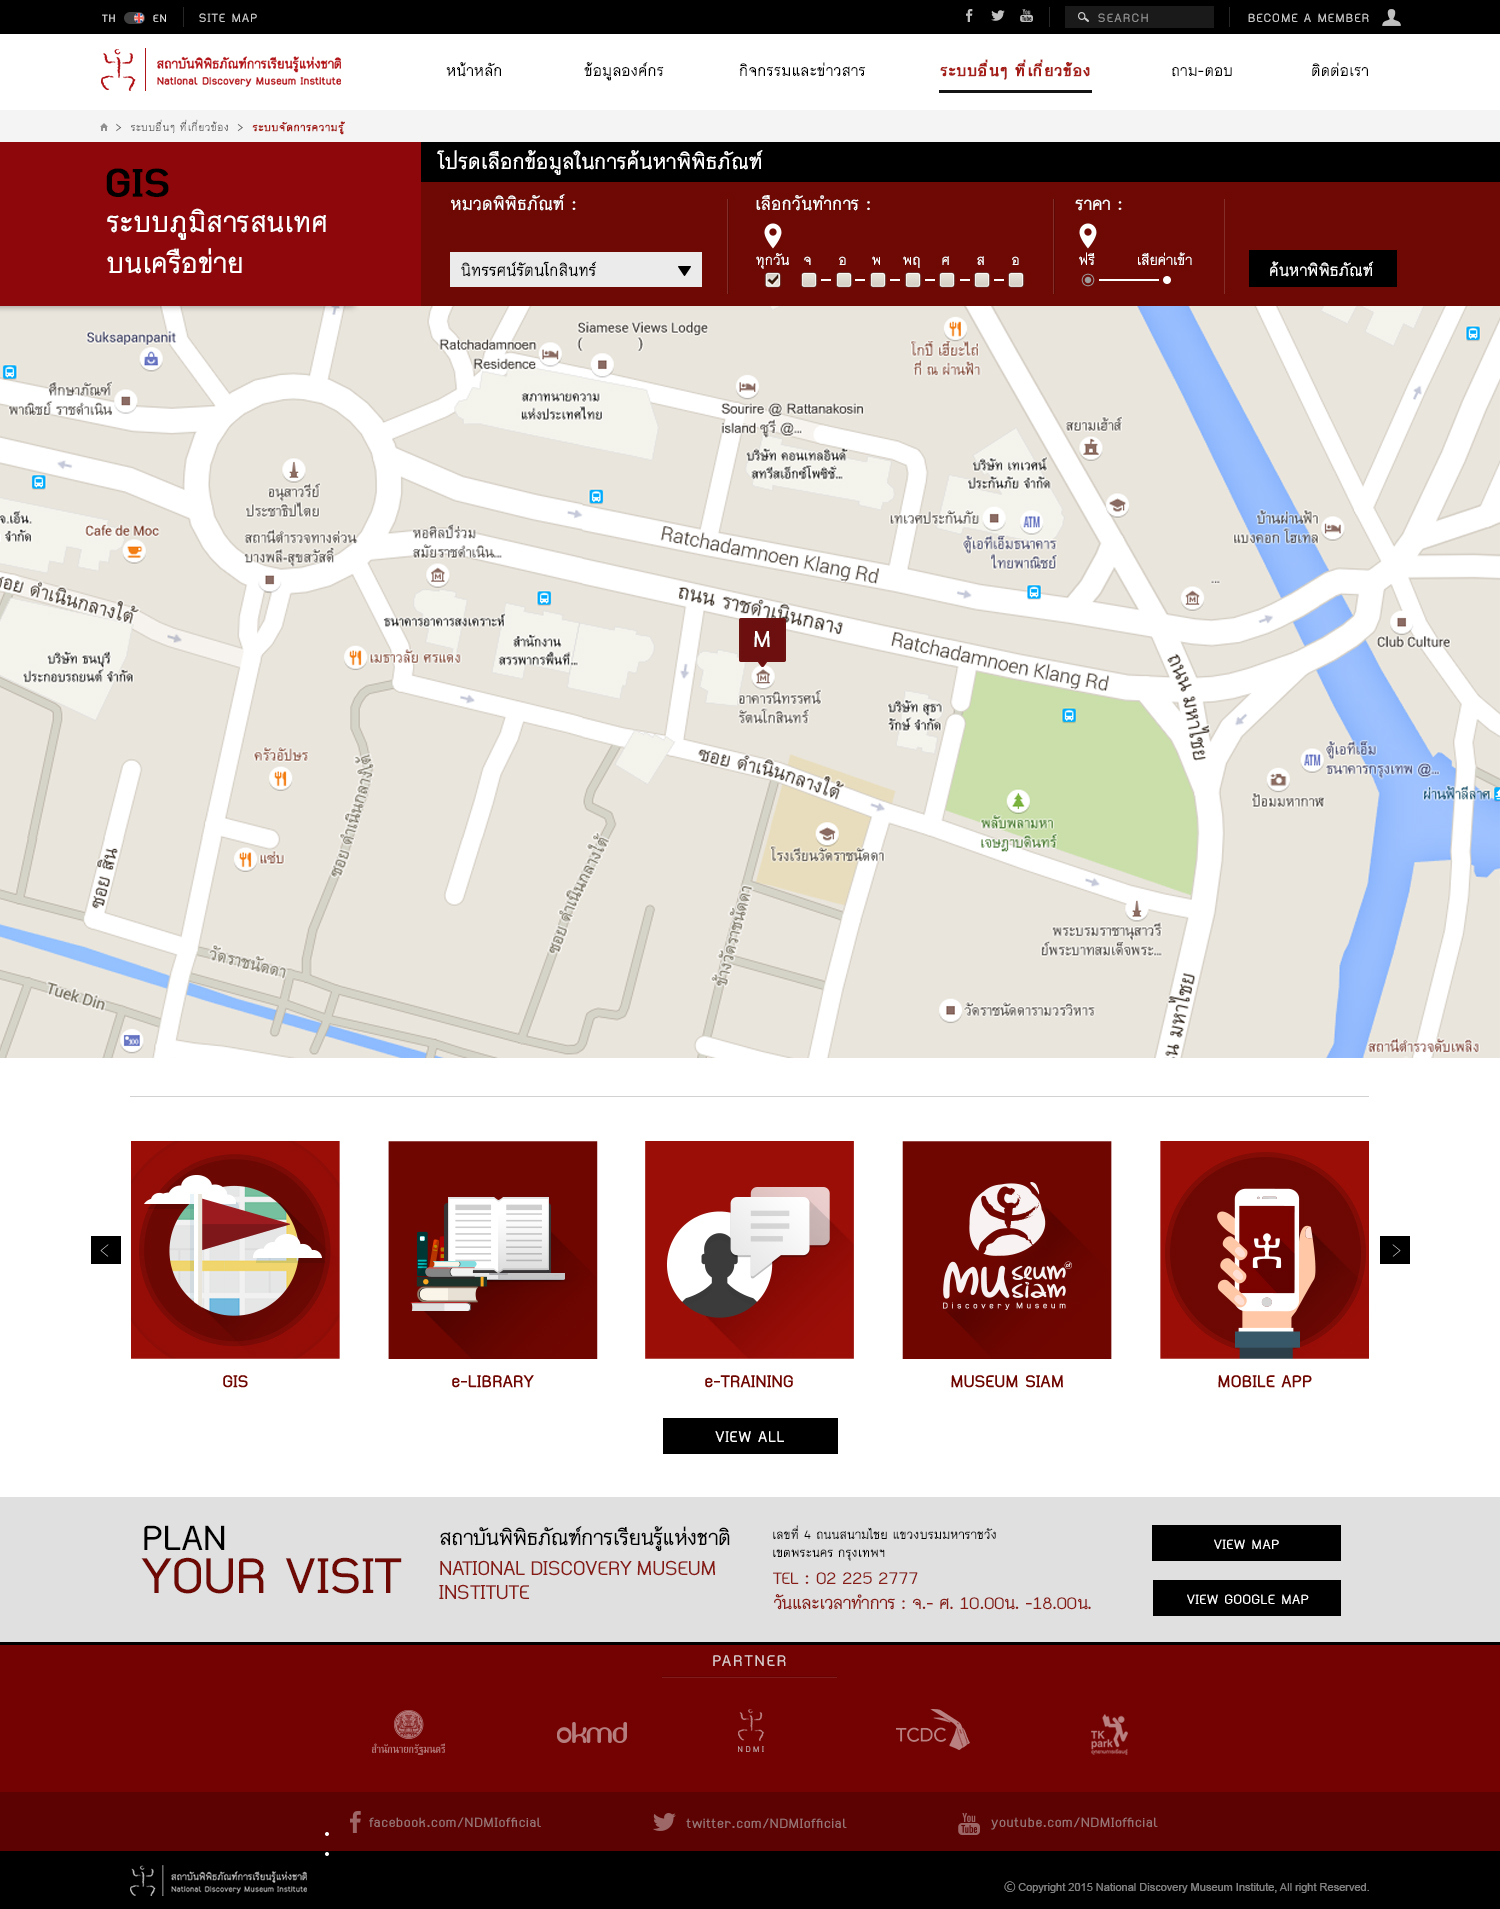 TH EN SITE MAP
SEARCH
BECOME A MEMBER
สถาบันพิพิธภัณฑ์การเรียนรู้แห่งชาติ
National Discovery Museum Institute
หน้าหลัก
ข้อมูลองค์กร
กิจกรรมและข่าวสาร
ระบบอื่นๆ ที่เกี่ยวข้อง
ถาม-ตอบ
ติดต่อเรา
> ระบบอื่นๆ ที่เกี่ยวข้อง > ระบบจัดการความรู้
GIS
ระบบภูมิสารสนเทศ
บนเครือข่าย
โปรดเลือกข้อมูลในการค้นหาพิพิธภัณฑ์
หมวดพิพิธภัณฑ์ :
นิทรรศน์รัตนโกสินทร์
เลือกวันทำการ :
ทุกวัน จ อ พ พฤ ศ ส อ
ราคา :
ฟรี เสียค่าเข้า
ค้นหาพิพิธภัณฑ์
Suksapanpanit
ศึกษาภัณฑ์
พาณิชย์ ราชดำเนิน
Ratchadamnoen
Residence
Siamese Views Lodge
( )
สภาทนายความ
แห่งประเทศไทย
Sourire @ Rattanakosin
island ซูรี @...
บริษัท คอนเทลอินดั
สทรีสเอ็กซ์โพซิชั...
โกปี๊ เฮี้ยะไถ่
กี่ ณ ผ่านฟ้า
สยามเฮ้าส์
บริษัท เทเวศน์
ประกันภัย จำกัด
เทเวศประกันภัย
ATM
ตู้เอทีเอ็มธนาคาร
ไทยพาณิชย์
บ้านผ่านฟ้า
แบงคอก โฮเทล
...
Club Culture
อนุสาวรีย์
ประชาธิปไตย
สถานีตำรวจทางด่วน
บางพลี-สุขสวัสดิ์
จ.เอ็น.
จำกัด
Cafe de Moc
ซอย ดำเนินกลางใต้
หอศิลป์ร่วม
สมัยราชดำเนิน...
Ratchadamnoen Klang Rd
ถนน ราชดำเนินกลาง
Ratchadamnoen Klang Rd
ธนาคารอาคารสงเคราะห์
สำนักงาน
สรรพากรพื้นที่...
เมธาวลัย ศรแดง
บริษัท ธนบุรี
ประกอบรถยนต์ จำกัด
M
อาคารนิทรรศน์
รัตนโกสินทร์
บริษัท สุธา
รักษ์ จำกัด
ถนน มหาไชย
ครัวอัปษร
ซอย ดำเนินกลางใต้
ซอย ดำเนินกลางใต้
ATM
ตู้เอทีเอ็ม
ธนาคารกรุงเทพ @...
ป้อมมหากาฬ
ผ่านฟ้าลีลาศ
พลับพลามหา
เจษฎาบดินทร์
โรงเรียนวัดราชนัดดา
แซ่บ
ซอย สิน
ซอย ดำเนินกลางใต้
ข้างวัดราชนัดดา
พระบรมราชานุสาวรี
ย์พระบาทสมเด็จพระ...
วัดราชนัดดา
Tuek Din
วัดราชนัดดารามวรวิหาร
นน มหาไชย
สถานีตำรวจดับเพลิง
GIS
e-LIBRARY
e-TRAINING
Museum of Siam
Discovery Museum
MUSEUM SIAM
MOBILE APP
VIEW ALL
PLAN
YOUR VISIT
สถาบันพิพิธภัณฑ์การเรียนรู้แห่งชาติ
NATIONAL DISCOVERY MUSEUM
INSTITUTE
เลขที่ 4 ถนนสนามไชย แขวงบรมมหาราชวัง
เขตพระนคร กรุงเทพฯ
TEL : 02 225 2777
วันและเวลาทำการ : จ.- ศ. 10.00น. -18.00น.
VIEW MAP
VIEW GOOGLE MAP
PARTNER
สำนักนายกรัฐมนตรี
okmd
NDMI
TCDC
TK
park
facebook.com/NDMIofficial
twitter.com/NDMIofficial
You
Tube
youtube.com/NDMIofficial
สถาบันพิพิธภัณฑ์การเรียนรู้แห่งชาติ
National Discovery Museum Institute
© Copyright 2015 National Discovery Museum Institute, All right Reserved.